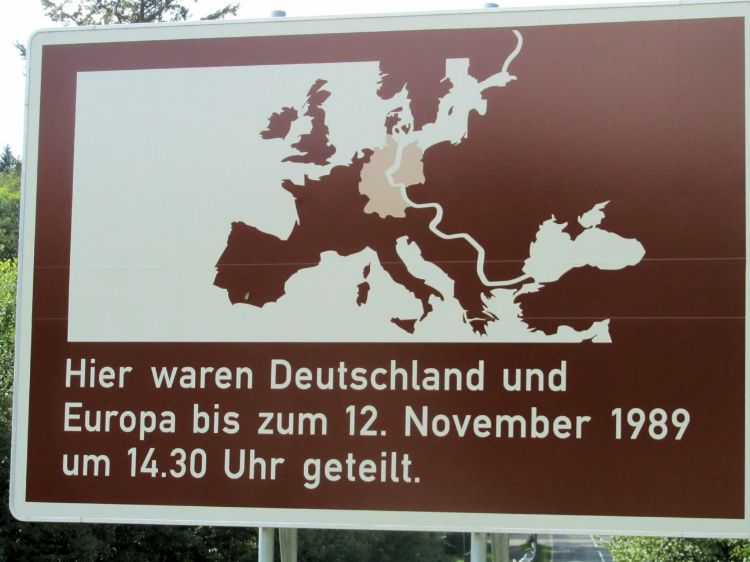 Hier waren Deutschland und
Europa bis zum 12. November 1989
um 14.30 Uhr geteilt.